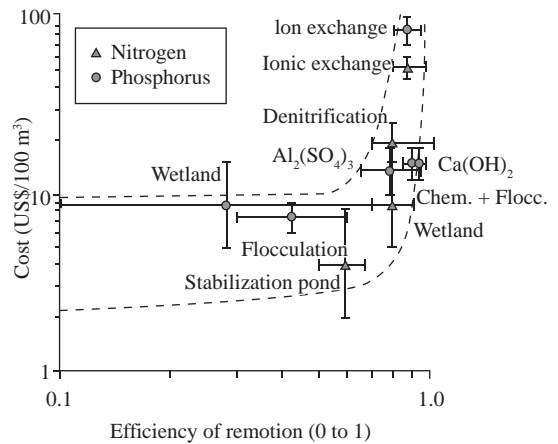 100
lon exchange
Nitrogen
Phosphorus
Ionic exchange
Denitrification
Al2(SO4)3
Ca(OH)2
Wetland
10
Chem. + Flocc.
Wetland
Flocculation
Stabilization pond
Cost (US$/100 m³)
1
0.1
1.0
Efficiency of remotion (0 to 1)